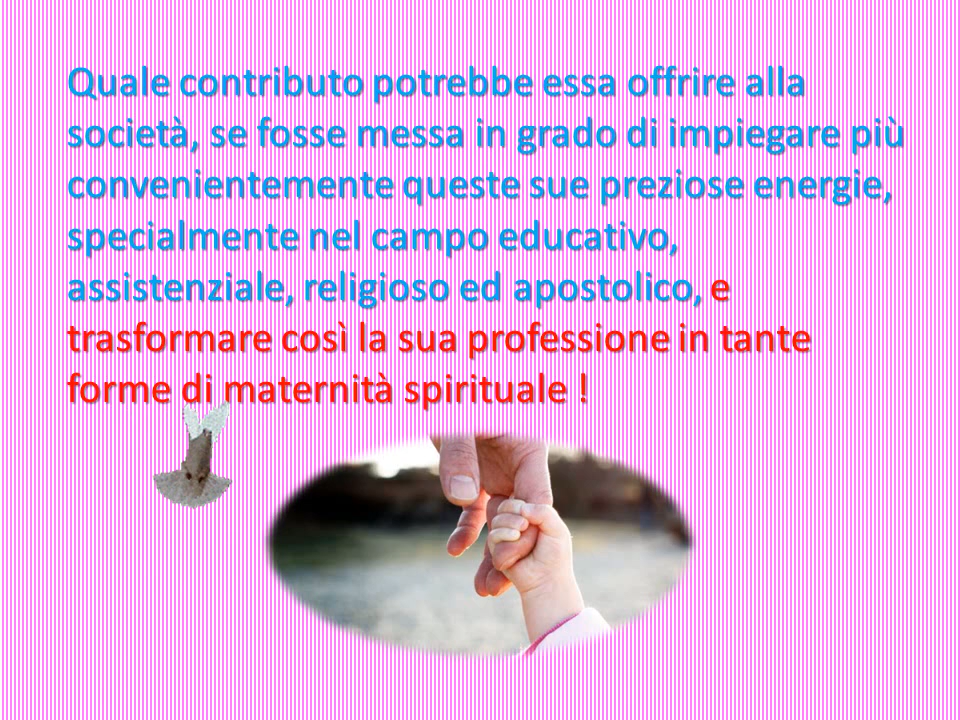 Quale contributo potrebbe essa offrire alla
società, se fosse messa in grado di impiegare più
convenientemente queste sue preziose energie,
specialmente nel campo educativo,
assistenziale, religioso ed apostolico, e
trasformare così la sua professione in tante
forme di maternità spirituale !